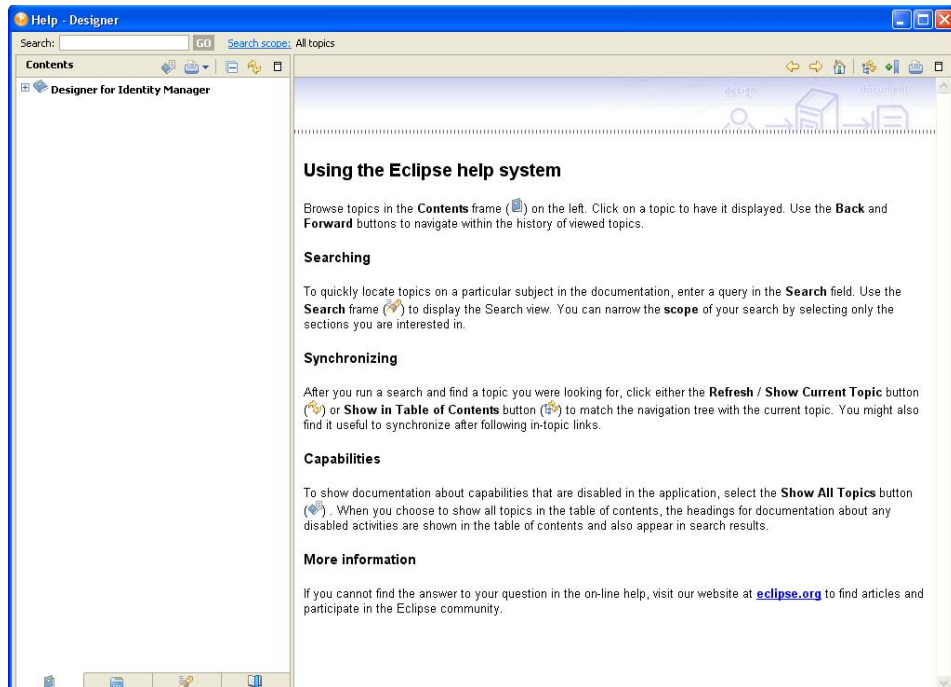 Help - Designer
Search:
GO
Search scope: All topics
Contents
Designer for Identity Manager
design
document
Using the Eclipse help system
Browse topics in the Contents frame ( ) on the left. Click on a topic to have it displayed. Use the Back and
Forward buttons to navigate within the history of viewed topics.
Searching
To quickly locate topics on a particular subject in the documentation, enter a query in the Search field. Use the
Search frame ( ) to display the Search view. You can narrow the scope of your search by selecting only the
sections you are interested in.
Synchronizing
After you run a search and find a topic you were looking for, click either the Refresh / Show Current Topic button
( ) or Show in Table of Contents button ( ) to match the navigation tree with the current topic. You might also
find it useful to synchronize after following in-topic links.
Capabilities
To show documentation about capabilities that are disabled in the application, select the Show All Topics button
( ) . When you choose to show all topics in the table of contents, the headings for documentation about any
disabled activities are shown in the table of contents and also appear in search results.
More information
If you cannot find the answer to your question in the on-line help, visit our website at eclipse.org to find articles and
participate in the Eclipse community.